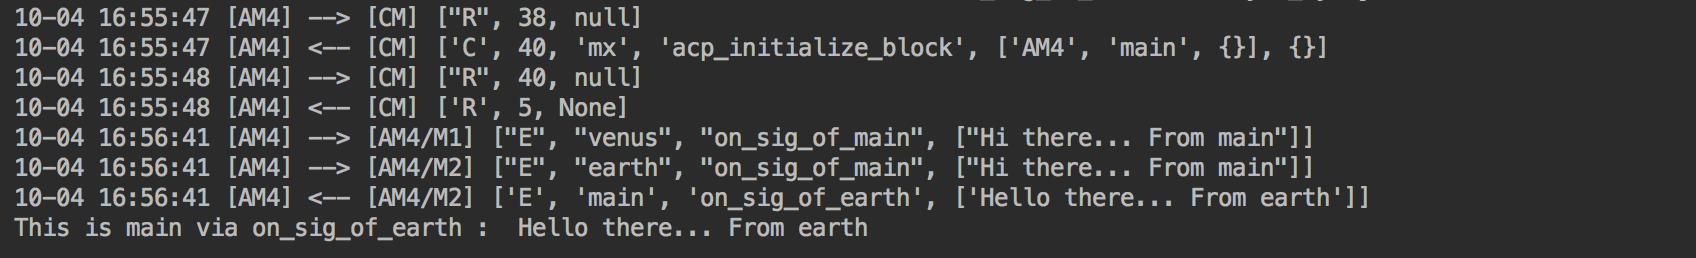 10-04 16:55:47 [AM4] --> [CM] ["R", 38, null]
10-04 16:55:47 [AM4] <-- [CM] ['C', 40, 'mx', 'acp_initialize_block', ['AM4', 'main', {}], {}]
10-04 16:55:48 [AM4] --> [CM] ["R", 40, null]
10-04 16:55:48 [AM4] <-- [CM] ['R', 5, None]
10-04 16:56:41 [AM4] --> [AM4/M1] ["E", "venus", "on_sig_of_main", ["Hi there... From main"]]
10-04 16:56:41 [AM4] --> [AM4/M2] ["E", "earth", "on_sig_of_main", ["Hi there... From main"]]
10-04 16:56:41 [AM4] <-- [AM4/M2] ['E', 'main', 'on_sig_of_earth', ['Hello there... From earth']]
This is main via on_sig_of_earth :  Hello there... From earth